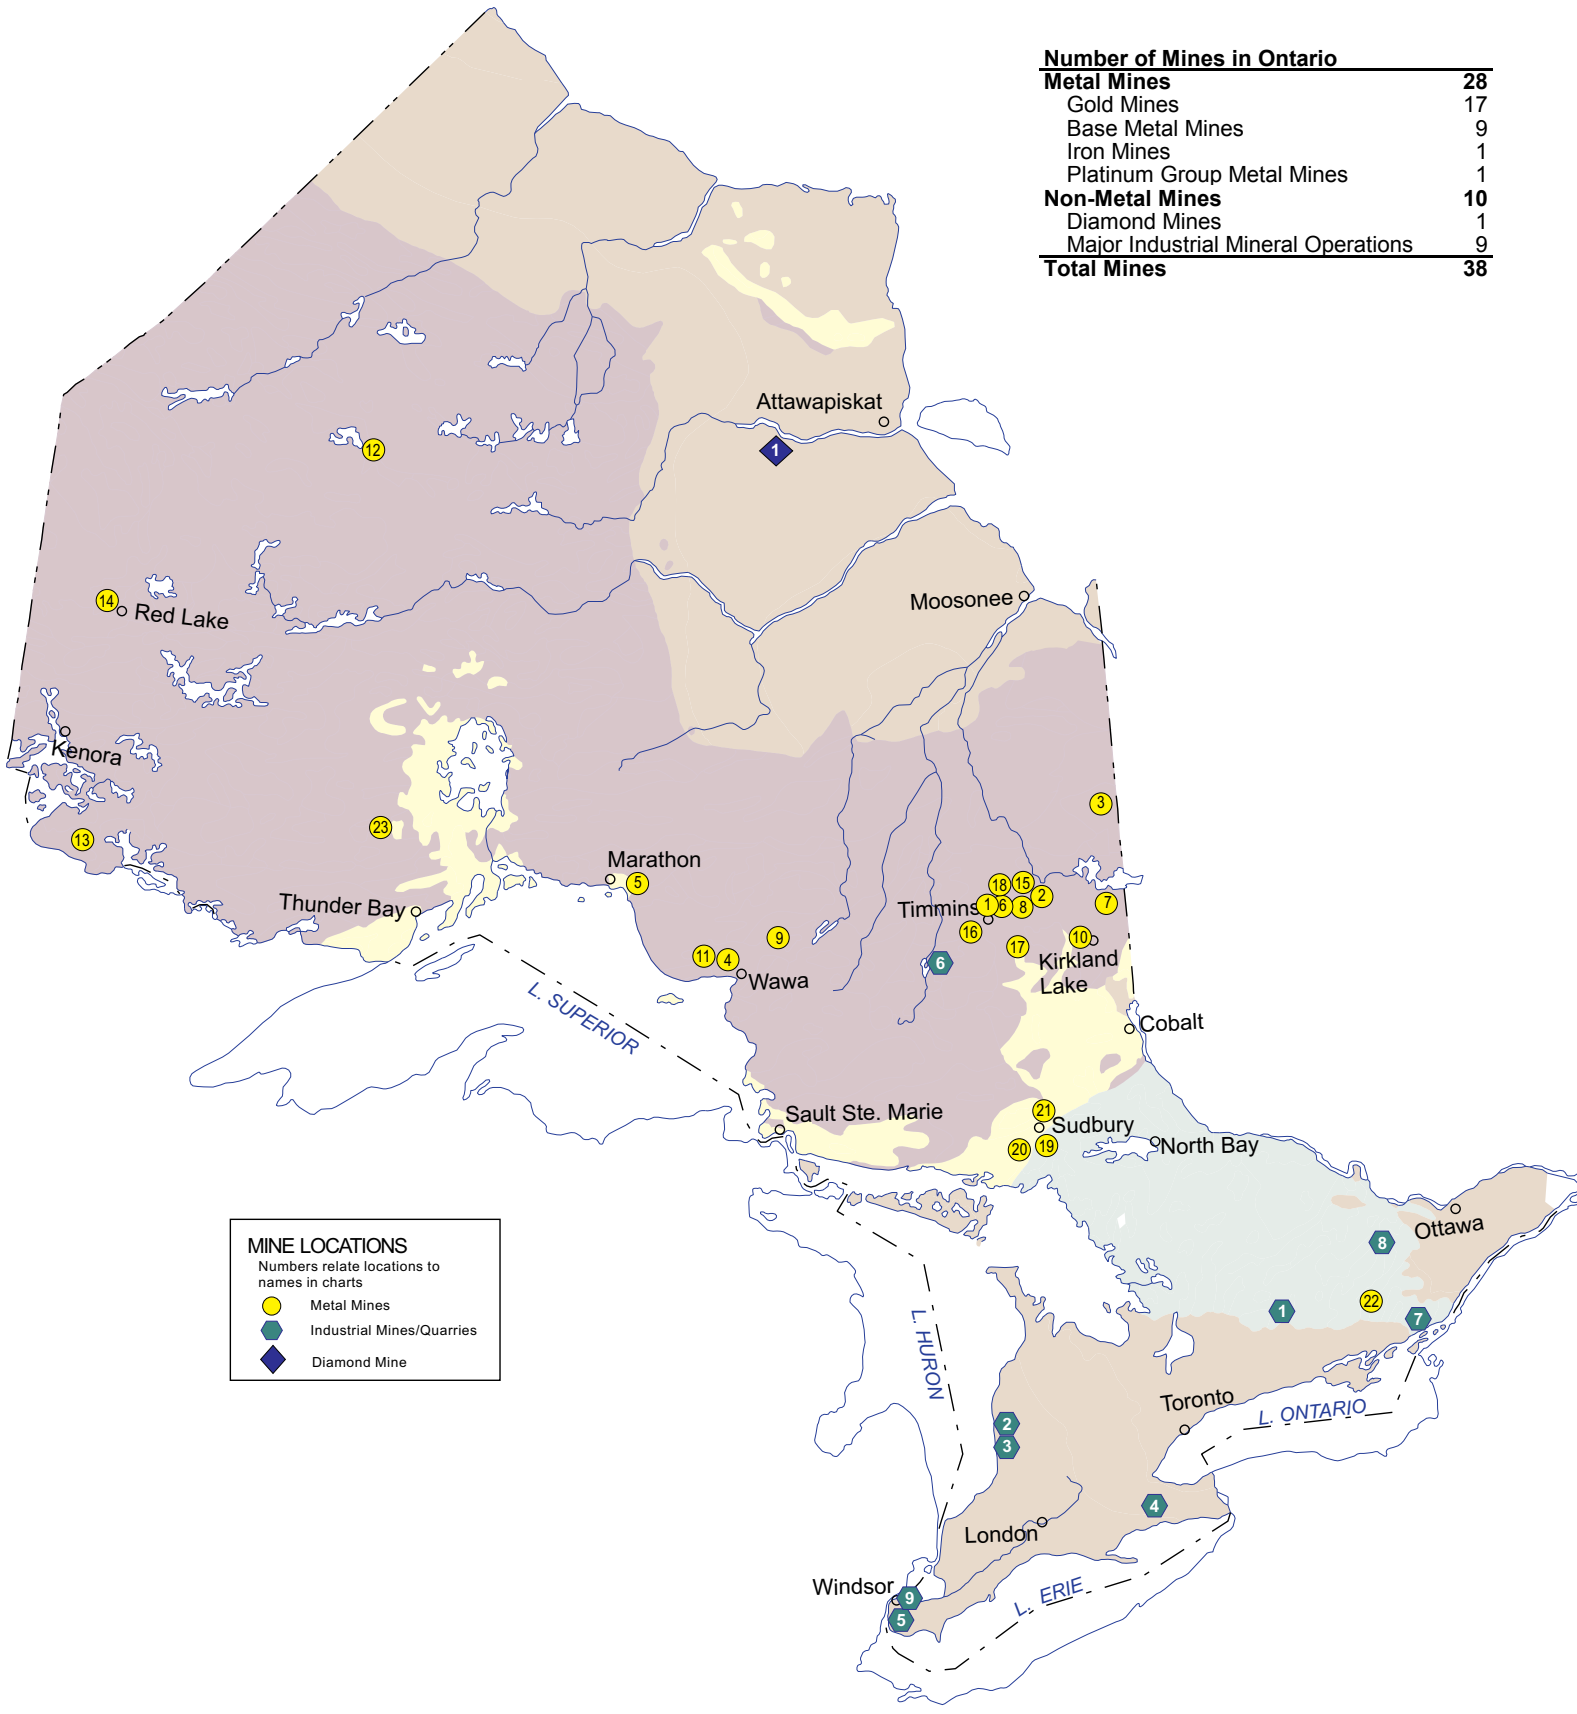 Number of Mines in Ontario
Metal Mines 28
Gold Mines 17
Base Metal Mines 9
Iron Mines 1
Platinum Group Metal Mines 1
Non-Metal Mines 10
Diamond Mines 1
Major Industrial Mineral Operations 9
Total Mines 38
Attawapiskat
1
12
Moosonee
14
Red Lake
Kenora
3
23
13
Marathon
5
Thunder Bay
18
15
2
1
6
8
Timmins
7
16
9
17
10
11
4
6
Kirkland
Lake
Wawa
L. SUPERIOR
Cobalt
Sault Ste. Marie
21
Sudbury
20
19
North Bay
Ottawa
8
22
1
7
MINE LOCATIONS
Numbers relate locations to
names in charts
Metal Mines
Industrial Mines/Quarries
Diamond Mine
L. HURON
Toronto
L. ONTARIO
2
3
4
London
Windsor
9
5
L. ERIE